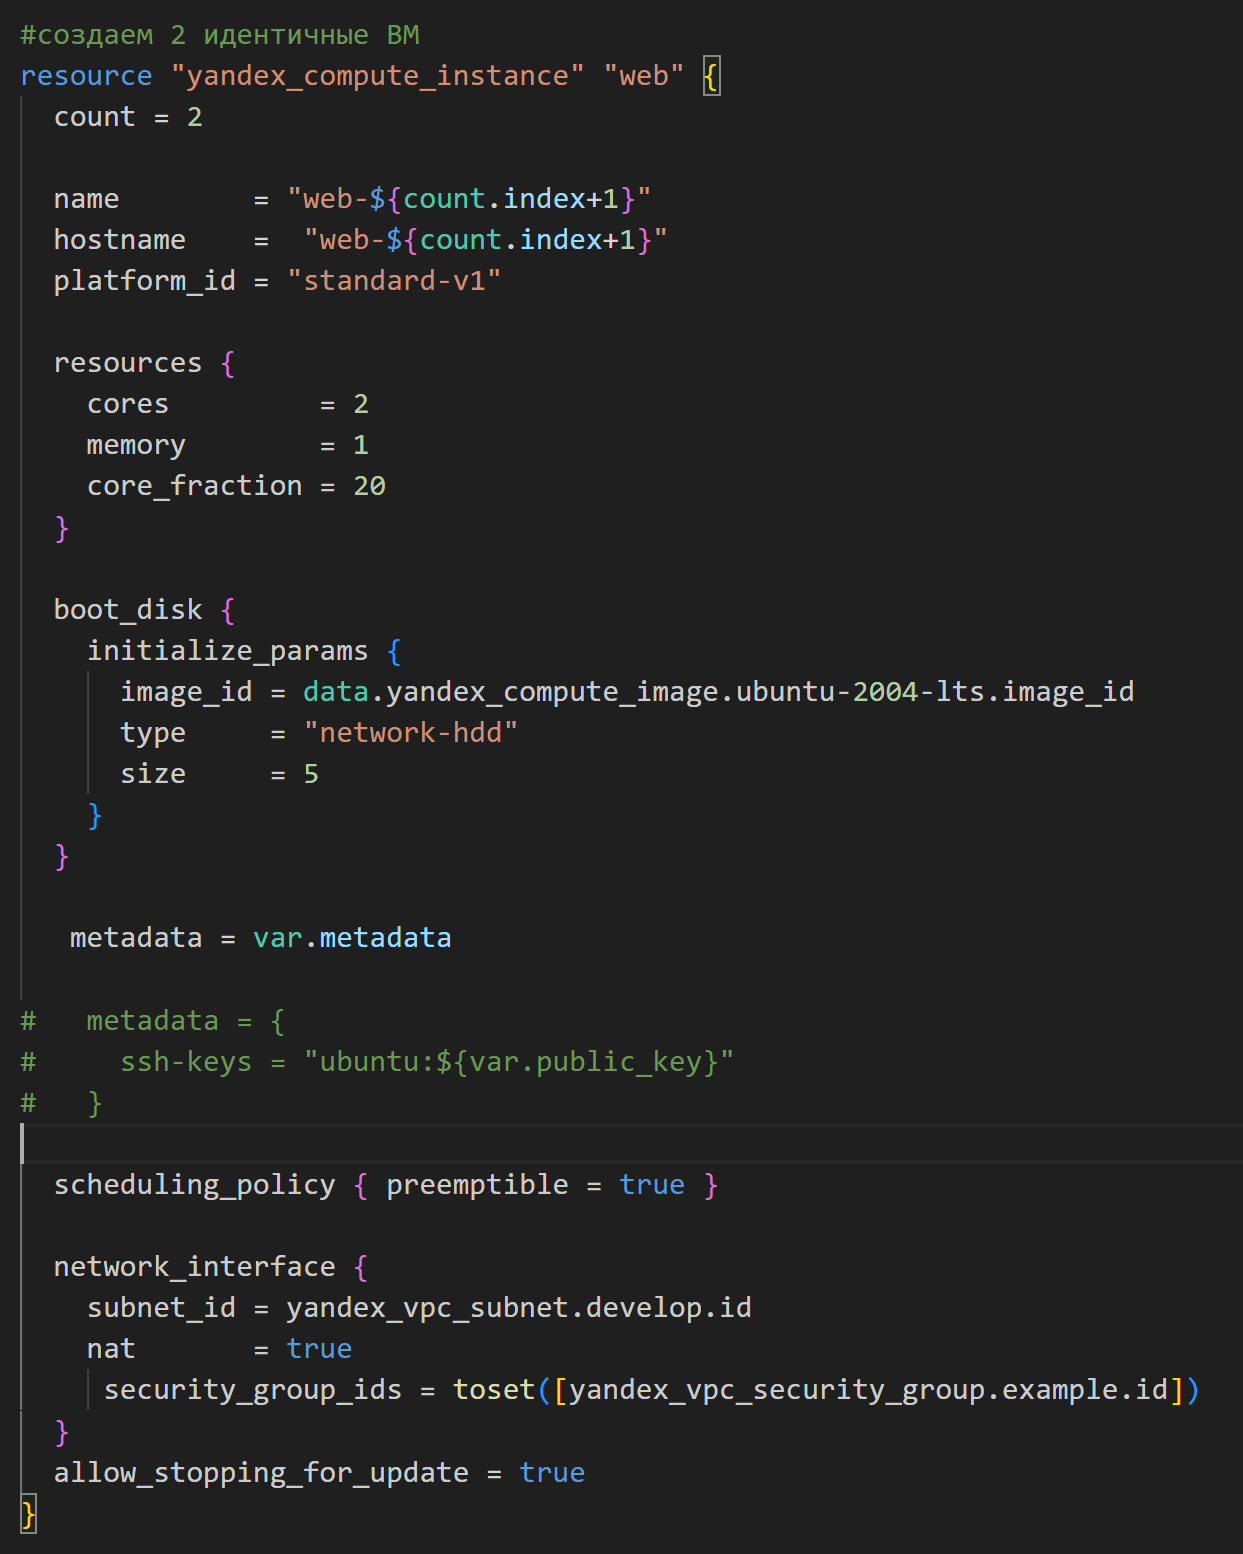 #создаем 2 идентичные ВМ
resource "yandex_compute_instance" "web" {
  count = 2

  name        = "web-${count.index+1}"
  hostname    =  "web-${count.index+1}"
  platform_id = "standard-v1"

  resources {
    cores         = 2
    memory        = 1
    core_fraction = 20
  }

  boot_disk {
    initialize_params {
      image_id = data.yandex_compute_image.ubuntu-2004-lts.image_id
      type     = "network-hdd"
      size     = 5
    }
  }

   metadata = var.metadata

#   metadata = {
#     ssh-keys = "ubuntu:${var.public_key}"
#   }

  scheduling_policy { preemptible = true }

  network_interface {
    subnet_id = yandex_vpc_subnet.develop.id
    nat       = true
     security_group_ids = toset([yandex_vpc_security_group.example.id])
  }
  allow_stopping_for_update = true
}